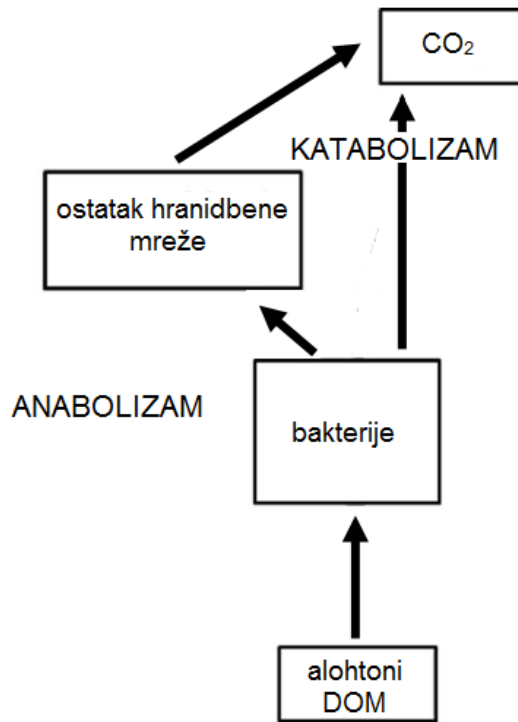 CO₂
KATABOLIZAM
ostatak hranidbene
mreže
ANABOLIZAM
bakterije
alohtoni
DOM